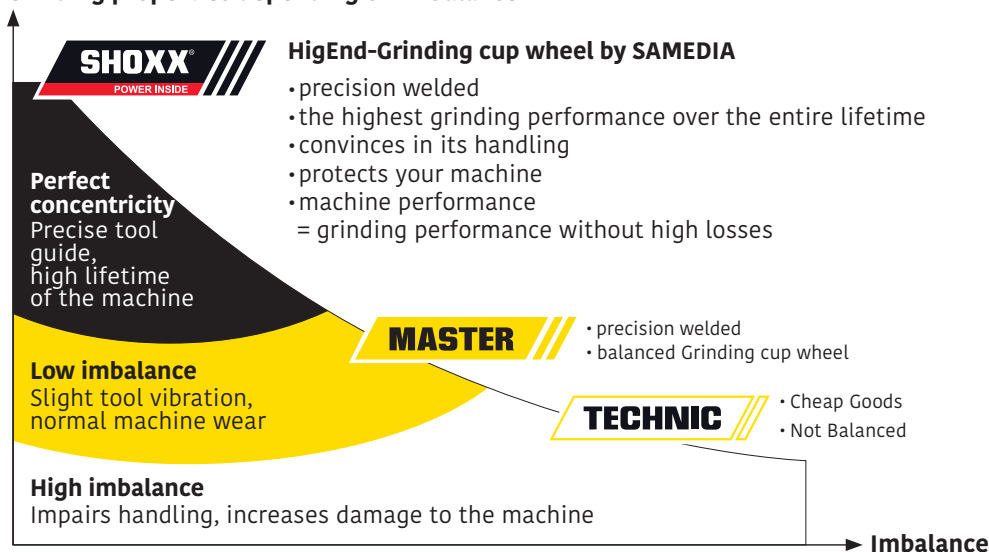 SHOXX®
POWER INSIDE
HigEnd-Grinding cup wheel by SAMEDIA
• precision welded
• the highest grinding performance over the entire lifetime
• convinces in its handling
• protects your machine
• machine performance
= grinding performance without high losses
Perfect
concentricity
Precise tool
guide,
high lifetime
of the machine
MASTER
• precision welded
• balanced Grinding cup wheel
Low imbalance
Slight tool vibration,
normal machine wear
TECHNIC
• Cheap Goods
• Not Balanced
High imbalance
Impairs handling, increases damage to the machine
Imbalance